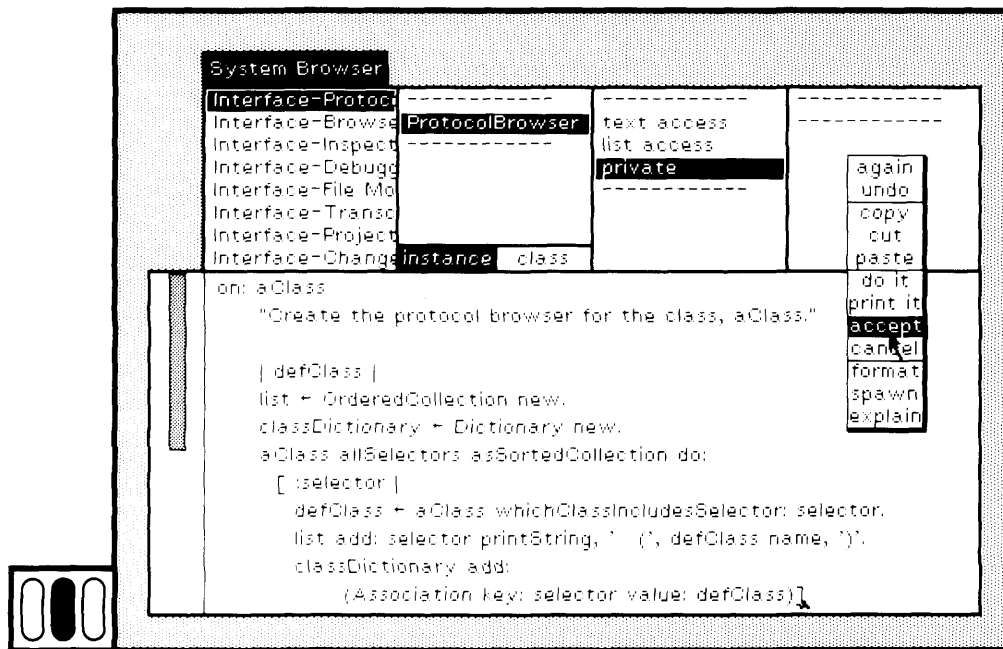 System Browser
Interface-Protoc
Interface-Browse
Interface-Inspect
Interface-Debugg
Interface-File Mo
Interface-Transc
Interface-Project
Interface-Change
------------
ProtocolBrowser
------------
instance class
------------
text access
list access
private
------------
------------
------------
again
undo
copy
cut
paste
do it
print it
accept
cancel
format
spawn
explain
on: aClass
"Create the protocol browser for the class, aClass."
| defClass |
list ← OrderedCollection new.
classDictionary ← Dictionary new.
aClass allSelectors asSortedCollection do:
[ :selector |
defClass ← aClass whichClassIncludesSelector: selector.
list add: selector printString, ' (', defClass name, ')'.
classDictionary add:
(Association key: selector value: defClass)]